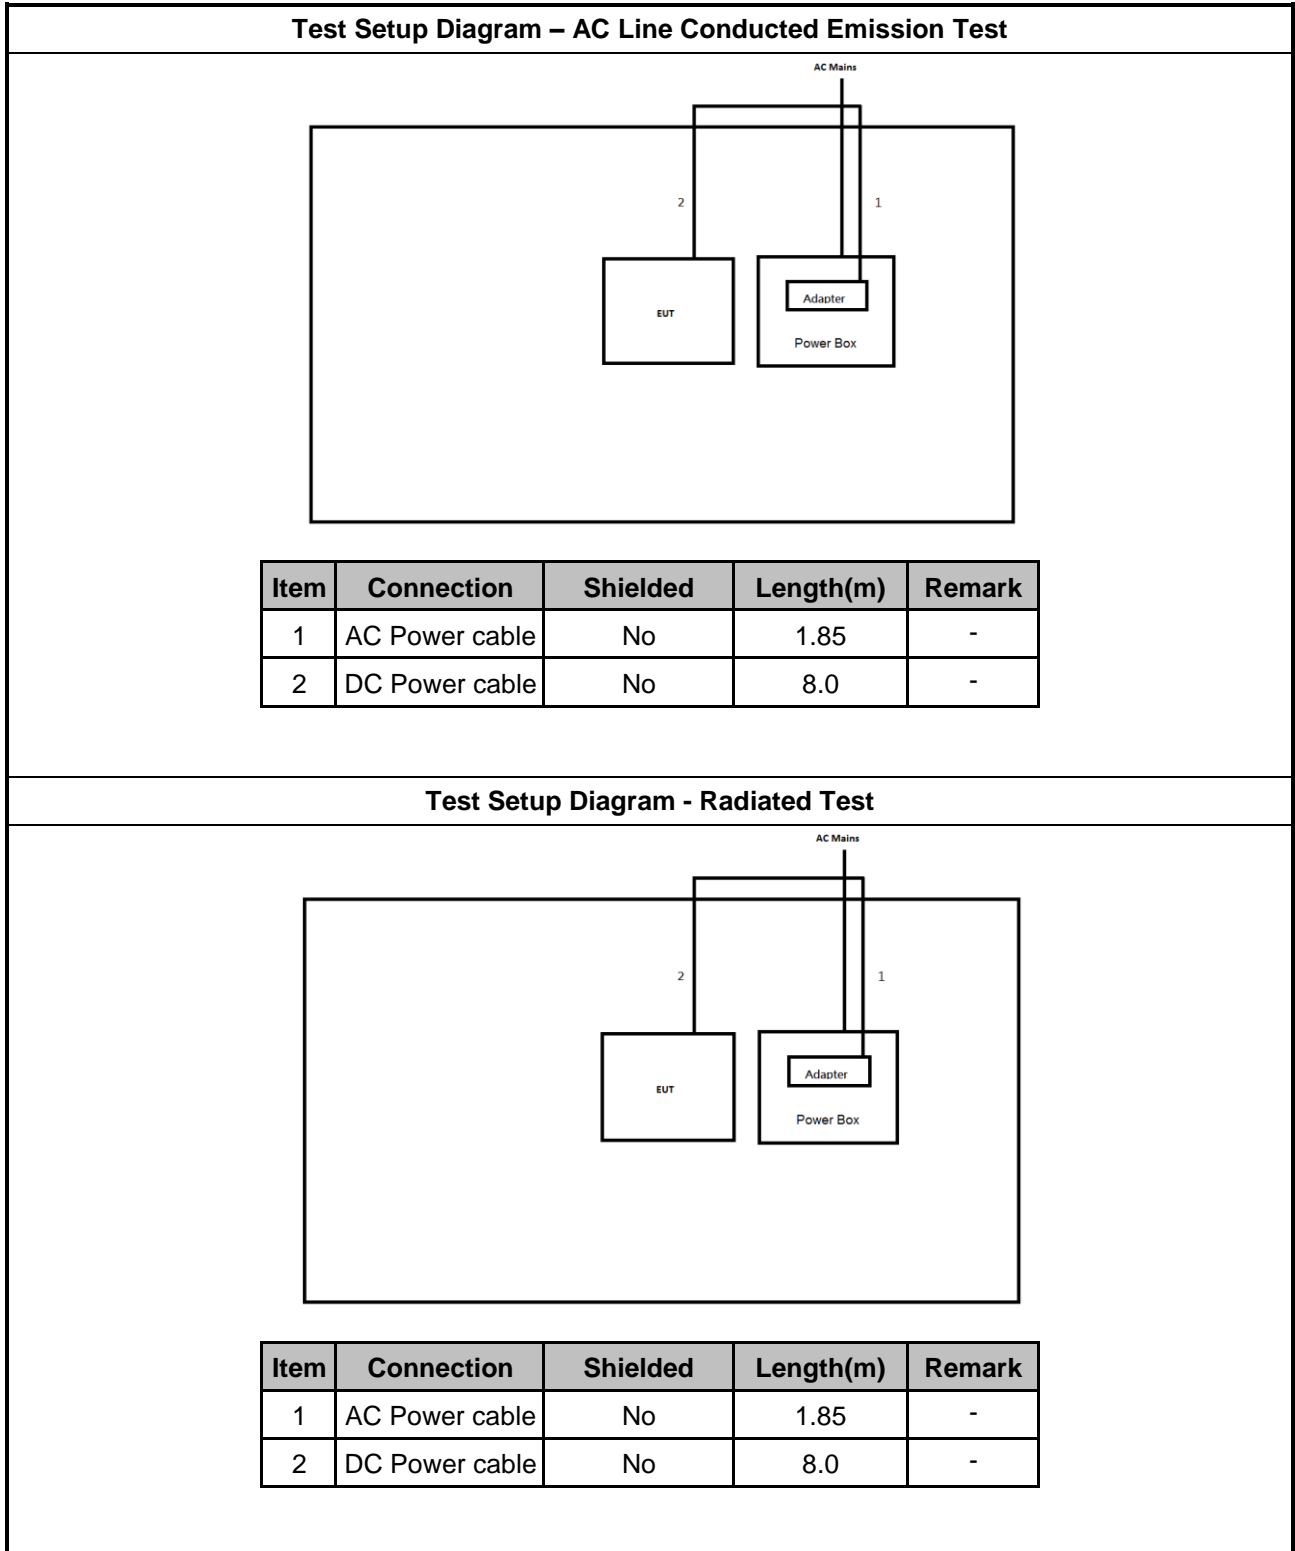 Test Setup Diagram – AC Line Conducted Emission Test
AC Mains
2
1
EUT
Adapter
Power Box
Item Connection Shielded Length(m) Remark
1 AC Power cable No 1.85 -
2 DC Power cable No 8.0 -
Test Setup Diagram - Radiated Test
AC Mains
2
1
EUT
Adapter
Power Box
Item Connection Shielded Length(m) Remark
1 AC Power cable No 1.85 -
2 DC Power cable No 8.0 -